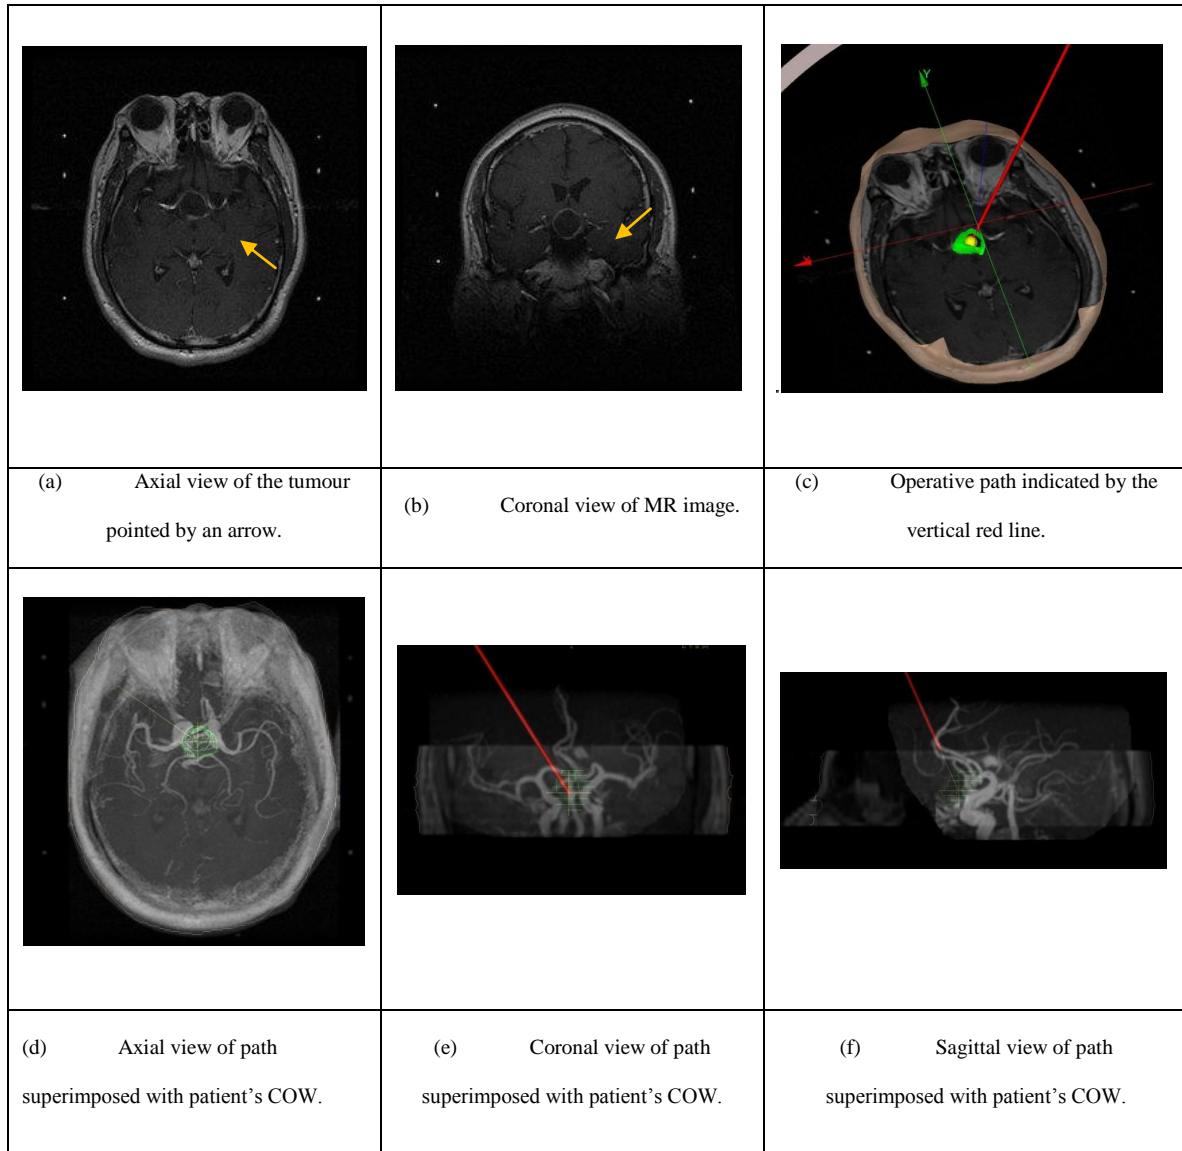 Y
X
(a) Axial view of the tumour
pointed by an arrow.
(b) Coronal view of MR image.
(c) Operative path indicated by the
vertical red line.
(d) Axial view of path
superimposed with patient’s COW.
(e) Coronal view of path
superimposed with patient’s COW.
(f) Sagittal view of path
superimposed with patient’s COW.